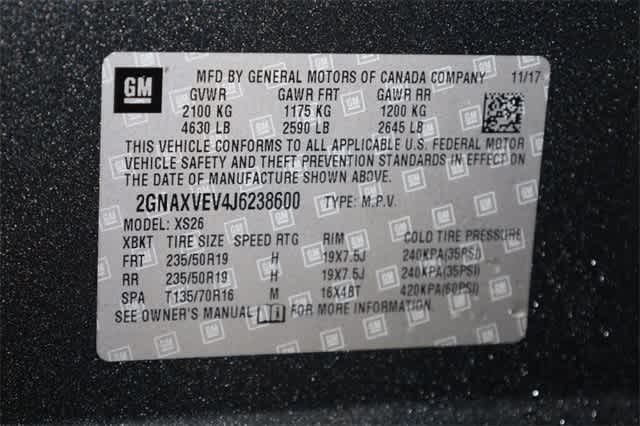 GM MFD BY GENERAL MOTORS OF CANADA COMPANY 11/17
GVWR GAWR FRT GAWR RR
2100 KG 1175 KG 1200 KG
4630 LB 2590 LB 2645 LB
THIS VEHICLE CONFORMS TO ALL APPLICABLE U.S. FEDERAL MOTOR
VEHICLE SAFETY AND THEFT PREVENTION STANDARDS IN EFFECT ON
THE DATE OF MANUFACTURE SHOWN ABOVE.
2GNAXVEV4J6238600 TYPE: M.P.V.
MODEL: XS26
XBKT TIRE SIZE SPEED RTG RIM COLD TIRE PRESSURE
FRT 235/50R19 H 19X7.5J 240KPA(35PSI)
RR 235/50R19 H 19X7.5J 240KPA(35PSI)
SPA T135/70R16 M 16X4BT 420KPA(60PSI)
SEE OWNER'S MANUAL FOR MORE INFORMATION.